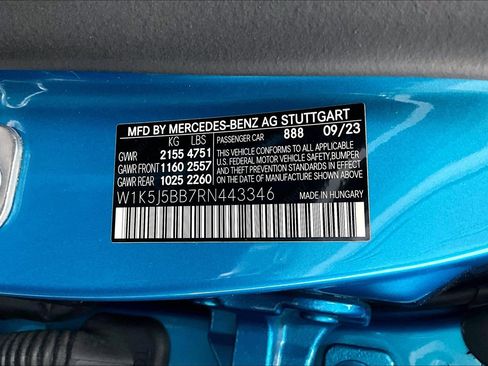 MFD BY MERCEDES-BENZ AG STUTTGART
KG LBS PASSENGER CAR 888 09/23
GVWR 2155 4751
GAWR FRONT 1160 2557
GAWR REAR 1025 2260
THIS VEHICLE CONFORMS TO ALL APPLICABLE
U.S. FEDERAL MOTOR VEHICLE SAFETY, BUMPER
AND THEFT PREVENTION STANDARDS IN EFFECT
ON THE DATE OF MANUFACTURE SHOWN ABOVE.
W1K5J5BB7RN443346 MADE IN HUNGARY